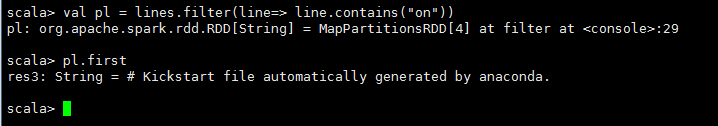 scala> val pl = lines.filter(line=> line.contains("on"))
pl: org.apache.spark.rdd.RDD[String] = MapPartitionsRDD[4] at filter at <console>:29
scala> pl.first
res3: String = # Kickstart file automatically generated by anaconda.
scala>